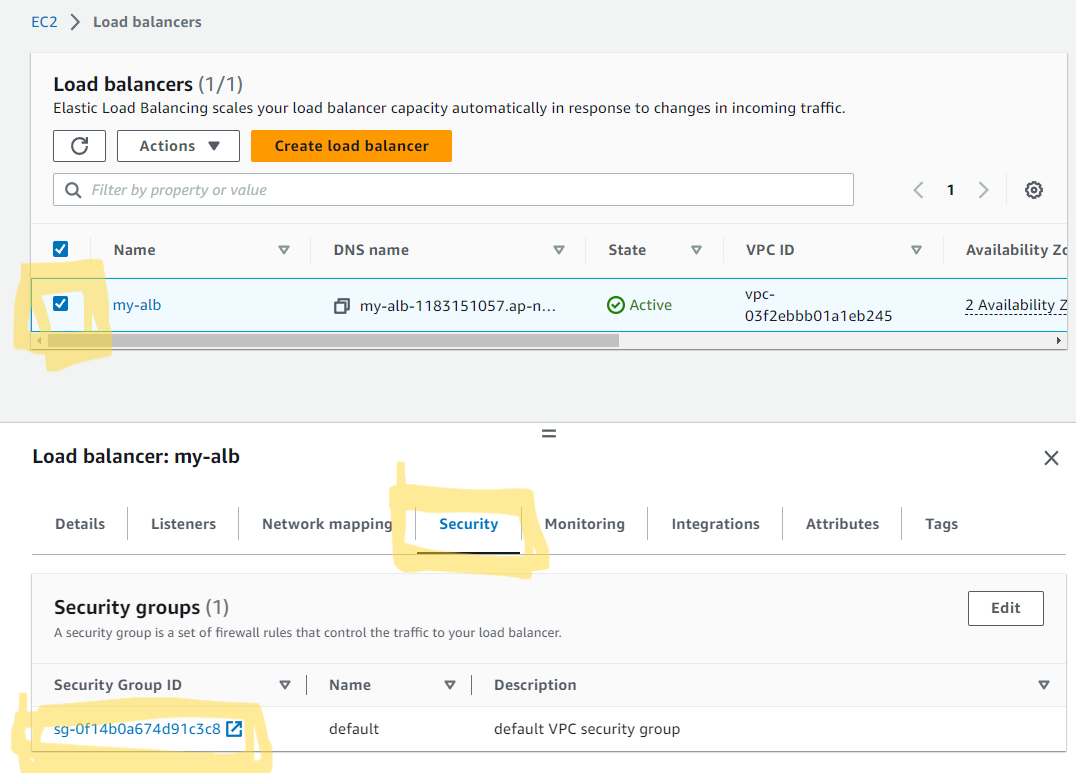 EC2 > Load balancers
Load balancers (1/1)
Elastic Load Balancing scales your load balancer capacity automatically in response to changes in incoming traffic.
Actions Create load balancer
Filter by property or value 1
Name DNS name State VPC ID Availability Zo
my-alb my-alb-1183151057.ap-n... Active vpc-03f2ebbb01a1eb245 2 Availability Z
Load balancer: my-alb
Details Listeners Network mapping Security Monitoring Integrations Attributes Tags
Security groups (1) Edit
A security group is a set of firewall rules that control the traffic to your load balancer.
Security Group ID Name Description
sg-0f14b0a674d91c3c8 default default VPC security group